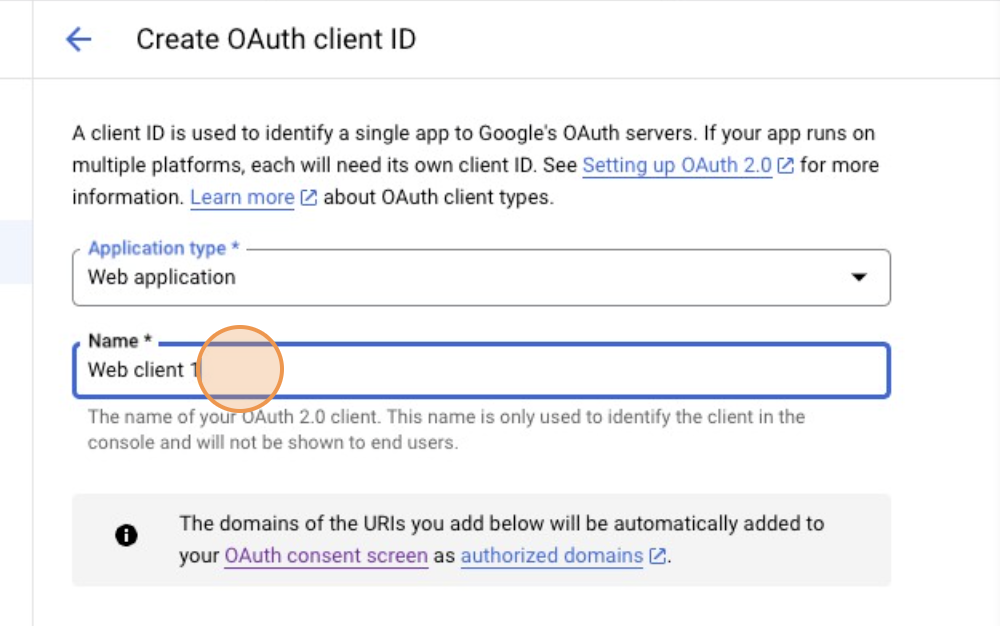 Create OAuth client ID
A client ID is used to identify a single app to Google's OAuth servers. If your app runs on
multiple platforms, each will need its own client ID. See Setting up OAuth 2.0 for more
information. Learn more about OAuth client types.
Application type *
Web application
Name *
Web client 1
The name of your OAuth 2.0 client. This name is only used to identify the client in the
console and will not be shown to end users.
The domains of the URIs you add below will be automatically added to
your OAuth consent screen as authorized domains.